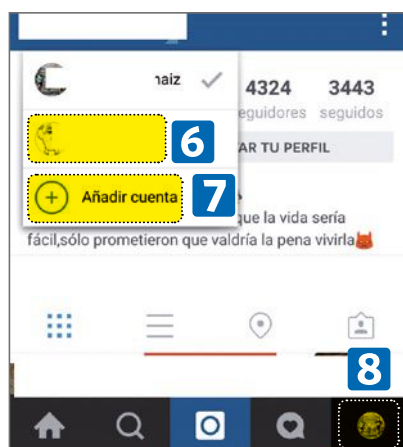 naiz
4324 3443
eguidores seguidos
6
AR TU PERFIL
7
Añadir cuenta
que la vida sería
fácil,sólo prometieron que valdría la pena vivirla
8